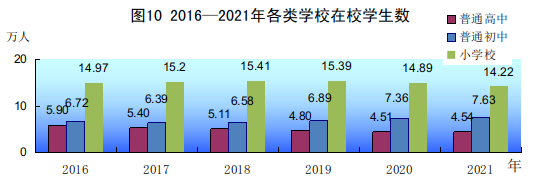 图10 2016—2021年各类学校在校学生数
万人
普通高中
普通初中
小学校
20
10
0
5.90 6.72 14.97
5.40 6.39 15.2
5.11 6.58 15.41
4.80 6.89 15.39
4.51 7.36 14.89
4.54 7.63 14.22
2016 2017 2018 2019 2020 2021 年